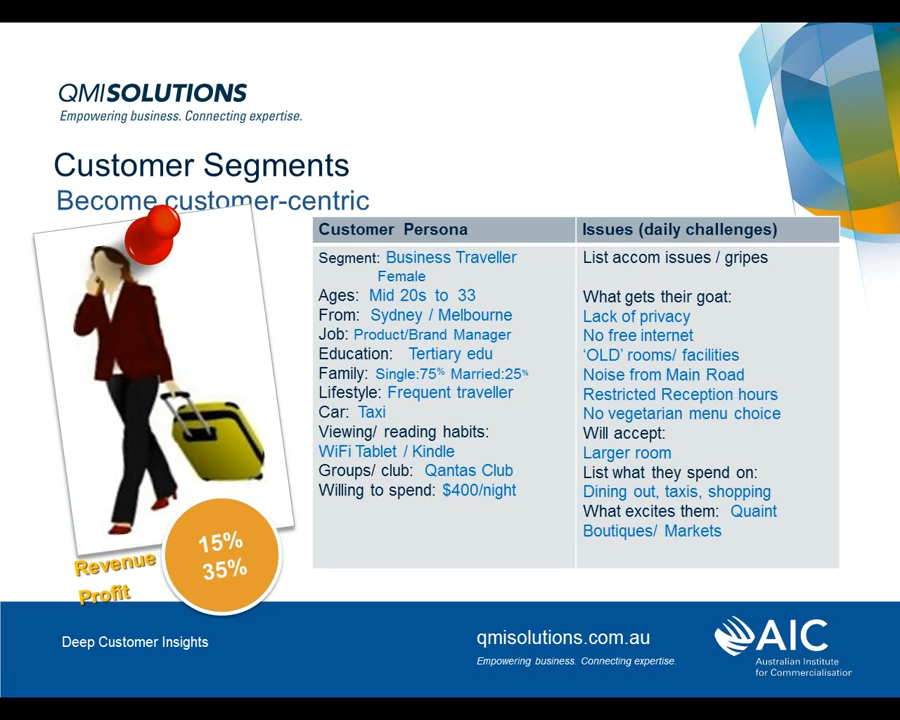 QMISOLUTIONS
Empowering business. Connecting expertise.
Customer Segments
Become customer-centric
Customer Persona
Segment: Business Traveller
Female
Ages: Mid 20s to 33
From: Sydney / Melbourne
Job: Product/Brand Manager
Education: Tertiary edu
Family: Single:75% Married:25%
Lifestyle: Frequent traveller
Car: Taxi
Viewing/ reading habits:
WiFi Tablet / Kindle
Groups/ club: Qantas Club
Willing to spend: $400/night
Issues (daily challenges)
List accom issues / gripes
What gets their goat:
Lack of privacy
No free internet
‘OLD’ rooms/ facilities
Noise from Main Road
Restricted Reception hours
No vegetarian menu choice
Will accept:
Larger room
List what they spend on:
Dining out, taxis, shopping
What excites them: Quaint
Boutiques/ Markets
Revenue 15%
Profit 35%
Deep Customer Insights
qmisolutions.com.au
Empowering business. Connecting expertise.
AIC
Australian Institute
for Commercialisation